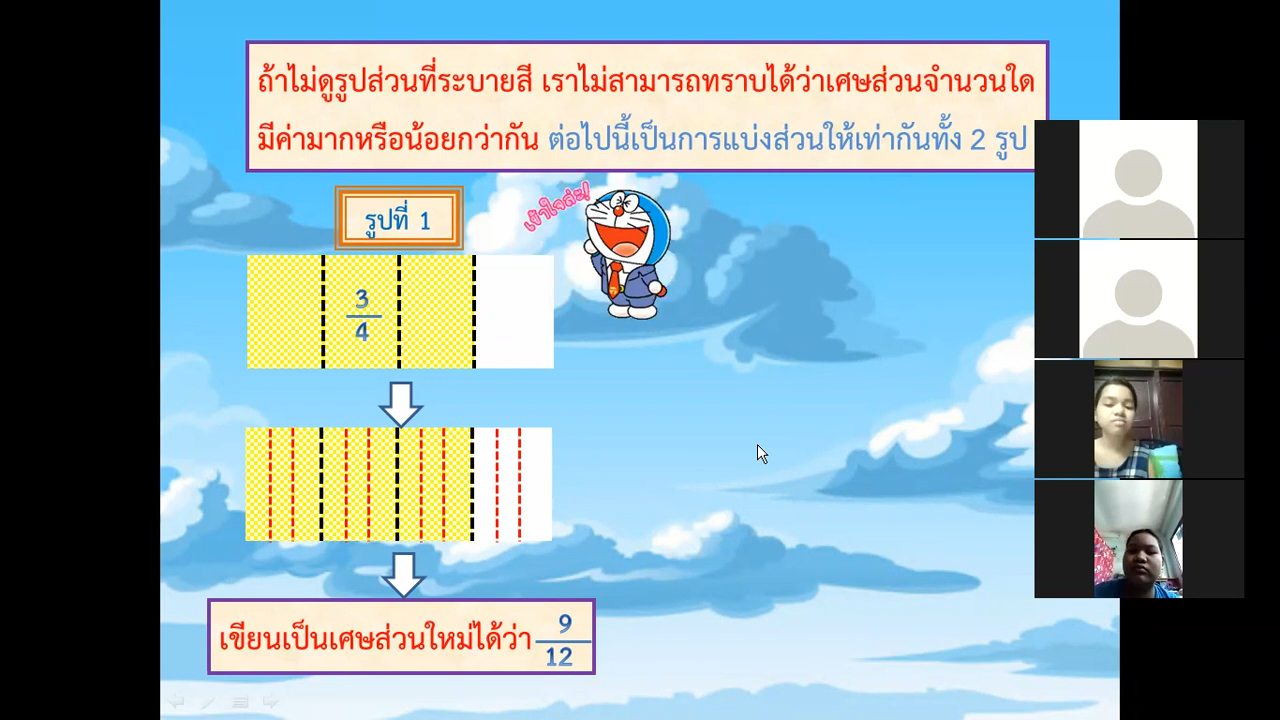 ถ้าไม่ดูรูปส่วนที่ระบายสี เราไม่สามารถทราบได้ว่าเศษส่วนจำนวนใด
มีค่ามากหรือน้อยกว่ากัน ต่อไปนี้เป็นการแบ่งส่วนให้เท่ากันทั้ง 2 รูป
รูปที่ 1
เข้าใจล่ะ!
3
4
เขียนเป็นเศษส่วนใหม่ได้ว่า 9
12